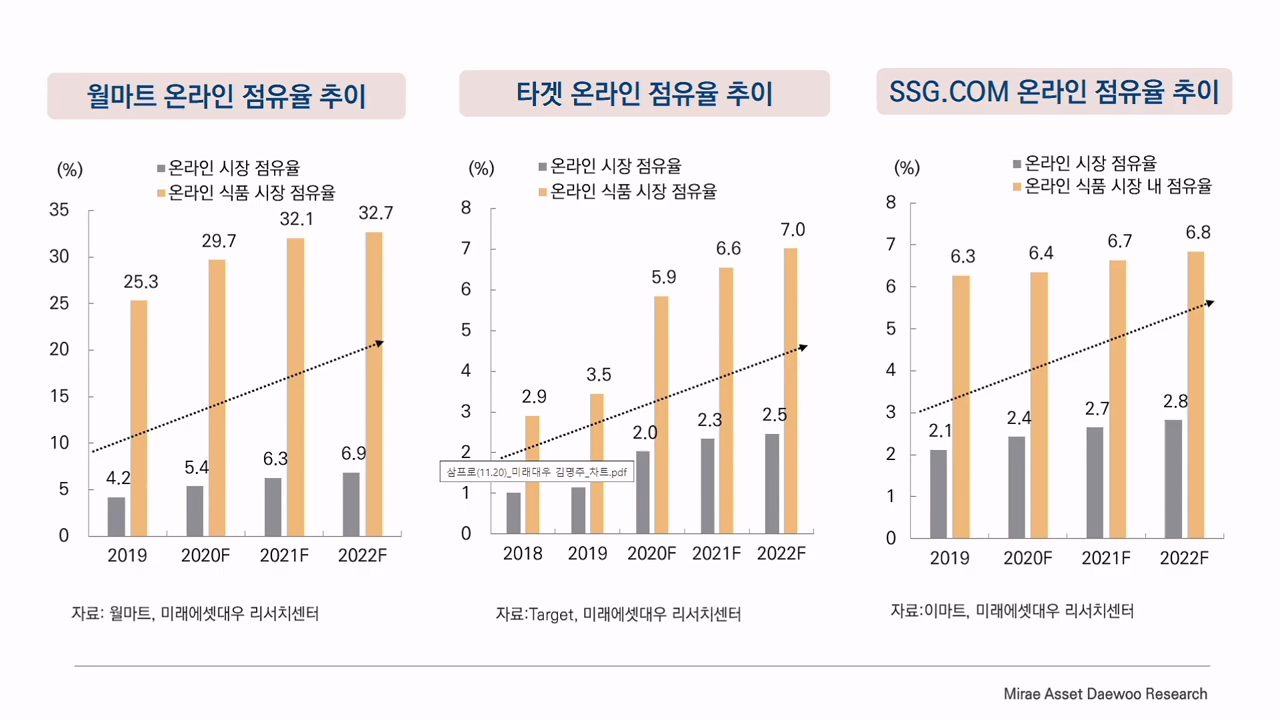 월마트 온라인 점유율 추이
(%)
온라인 시장 점유율
온라인 식품 시장 점유율
35
30
25
20
15
10
5
0
25.3
29.7
32.1
32.7
4.2
5.4
6.3
6.9
2019
2020F
2021F
2022F
자료: 월마트, 미래에셋대우 리서치센터
타겟 온라인 점유율 추이
(%)
온라인 시장 점유율
온라인 식품 시장 점유율
8
7
6
5
4
3
2
1
0
2.9
3.5
5.9
6.6
7.0
2.0
2.3
2.5
삼프로(11.20)_미래대우 김명주_차트.pdf
2018
2019
2020F
2021F
2022F
자료:Target, 미래에셋대우 리서치센터
SSG.COM 온라인 점유율 추이
(%)
온라인 시장 점유율
온라인 식품 시장 내 점유율
8
7
6
5
4
3
2
1
0
6.3
6.4
6.7
6.8
2.1
2.4
2.7
2.8
2019
2020F
2021F
2022F
자료:이마트, 미래에셋대우 리서치센터
Mirae Asset Daewoo Research